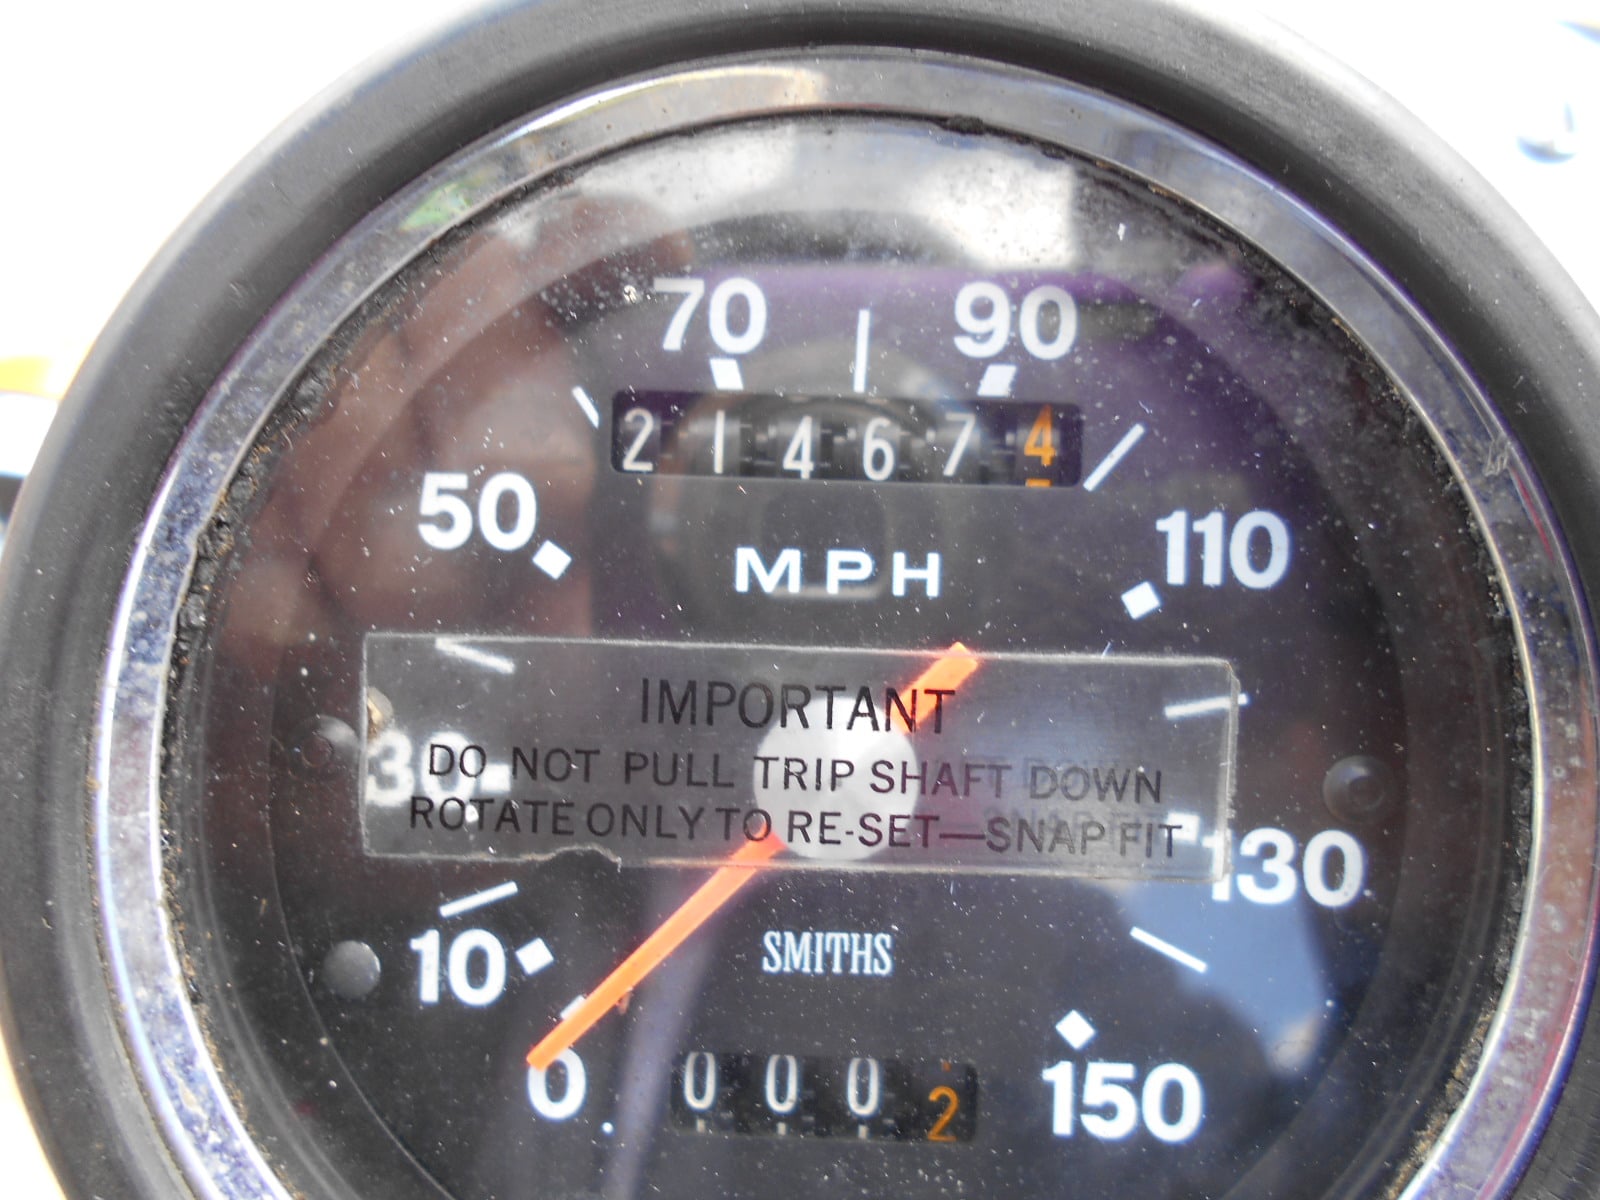 70 90
2 1 4 6 7 4
50 110
MPH
IMPORTANT
DO NOT PULL TRIP SHAFT DOWN
30
ROTATE ONLY TO RE-SET—SNAP FIT
130
10
SMITHS
0 0 0 0 2 150